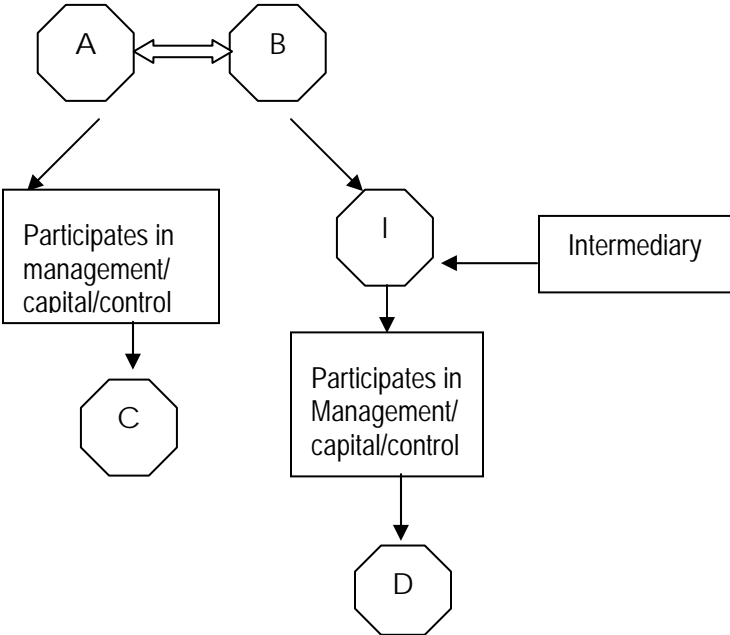 A
B
Participates in
management/
capital/control
I
Intermediary
Participates in
Management/
capital/control
C
D